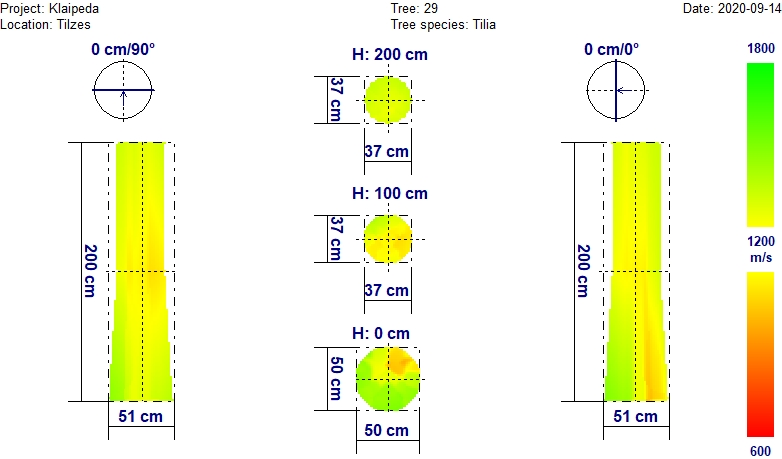 Project: Klaipeda
Tree: 29
Date: 2020-09-14
Location: Tilzes
Tree species: Tilia
0 cm/90°
H: 200 cm
0 cm/0°
1800
37 cm
37 cm
H: 100 cm
37 cm
37 cm
200 cm
200 cm
1200
m/s
H: 0 cm
50 cm
50 cm
51 cm
51 cm
600